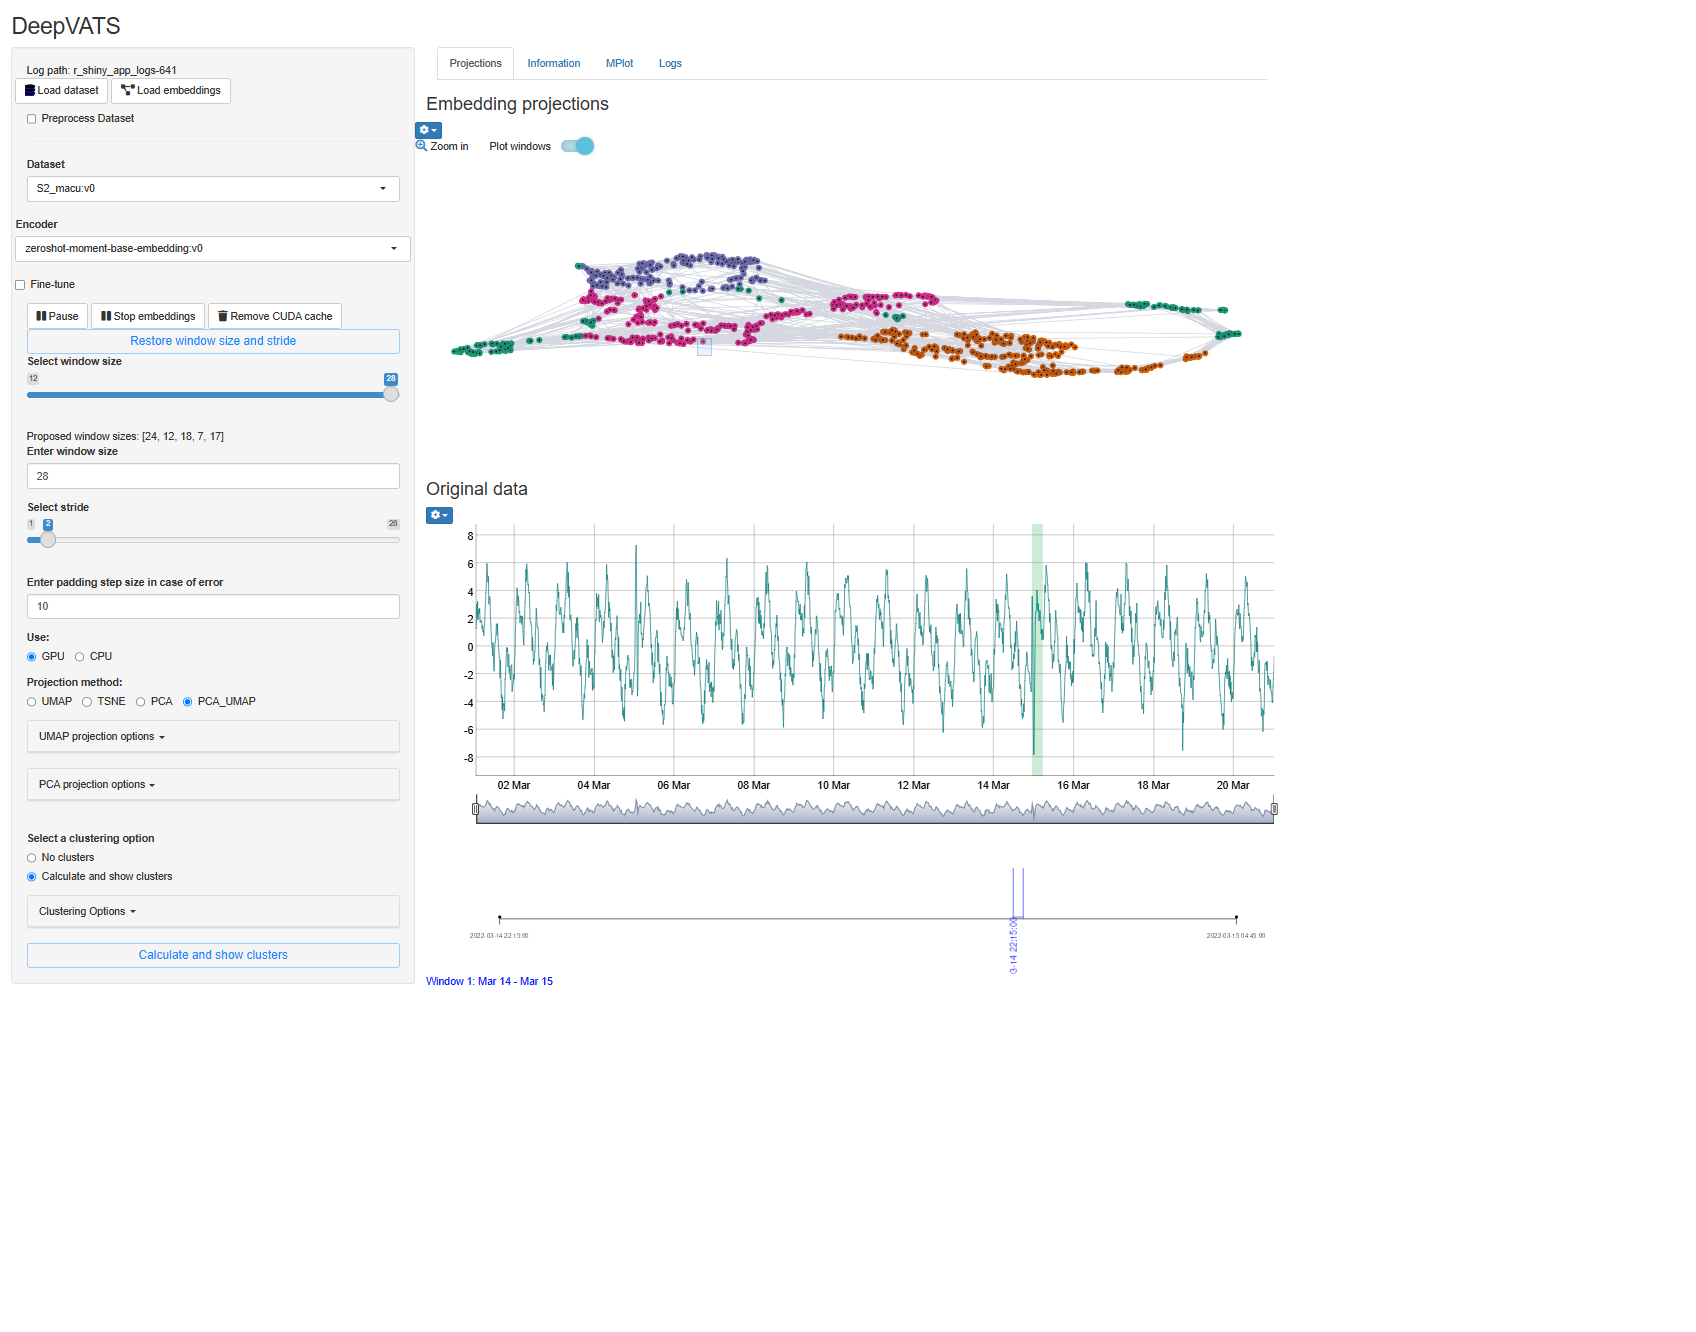 DeepVATS
Log path: r_shiny_app_logs-641
Load dataset
Load embeddings
Preprocess Dataset
Dataset
S2_macu:v0
Encoder
zeroshot-moment-base-embedding:v0
Fine-tune
Pause
Stop embeddings
Remove CUDA cache
Restore window size and stride
Select window size
12
28
Proposed window sizes: [24, 12, 18, 7, 17]
Enter window size
28
Select stride
1
2
28
Enter padding step size in case of error
10
Use:
GPU
CPU
Projection method:
UMAP
TSNE
PCA
PCA_UMAP
UMAP projection options
PCA projection options
Select a clustering option
No clusters
Calculate and show clusters
Clustering Options
Calculate and show clusters
Projections
Information
MPlot
Logs
Embedding projections
Zoom in
Plot windows
Original data
8
6
4
2
0
-2
-4
-6
-8
02 Mar
04 Mar
06 Mar
08 Mar
10 Mar
12 Mar
14 Mar
16 Mar
18 Mar
20 Mar
2022-03-14 22:15:00
3-14 22:15:00
2022-03-15 04:45:00
Window 1: Mar 14 - Mar 15